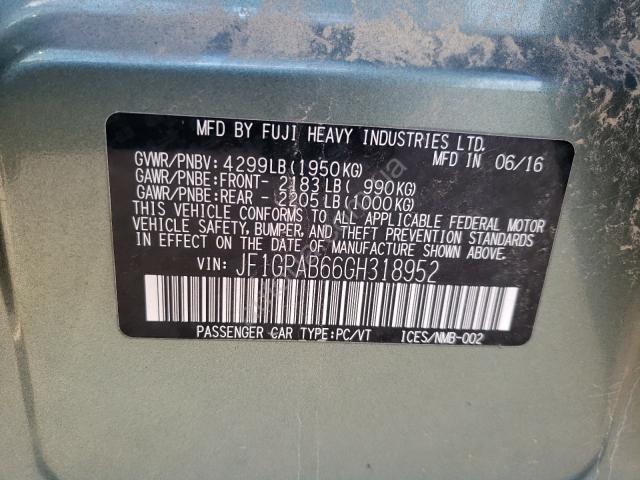 MFD BY FUJI HEAVY INDUSTRIES LTD.
GVWR/PNBV: 4299LB(1950KG) MFD IN 06/16
GAWR/PNBE:FRONT- 2183LB( 990KG)
GAWR/PNBE:REAR - 2205LB(1000KG)
THIS VEHICLE CONFORMS TO ALL APPLICABLE FEDERAL MOTOR
VEHICLE SAFETY, BUMPER, AND THEFT PREVENTION STANDARDS
IN EFFECT ON THE DATE OF MANUFACTURE SHOWN ABOVE.
VIN: JF1GPAB66GH318952
PASSENGER CAR TYPE:PC/VT ICES/NMB-002